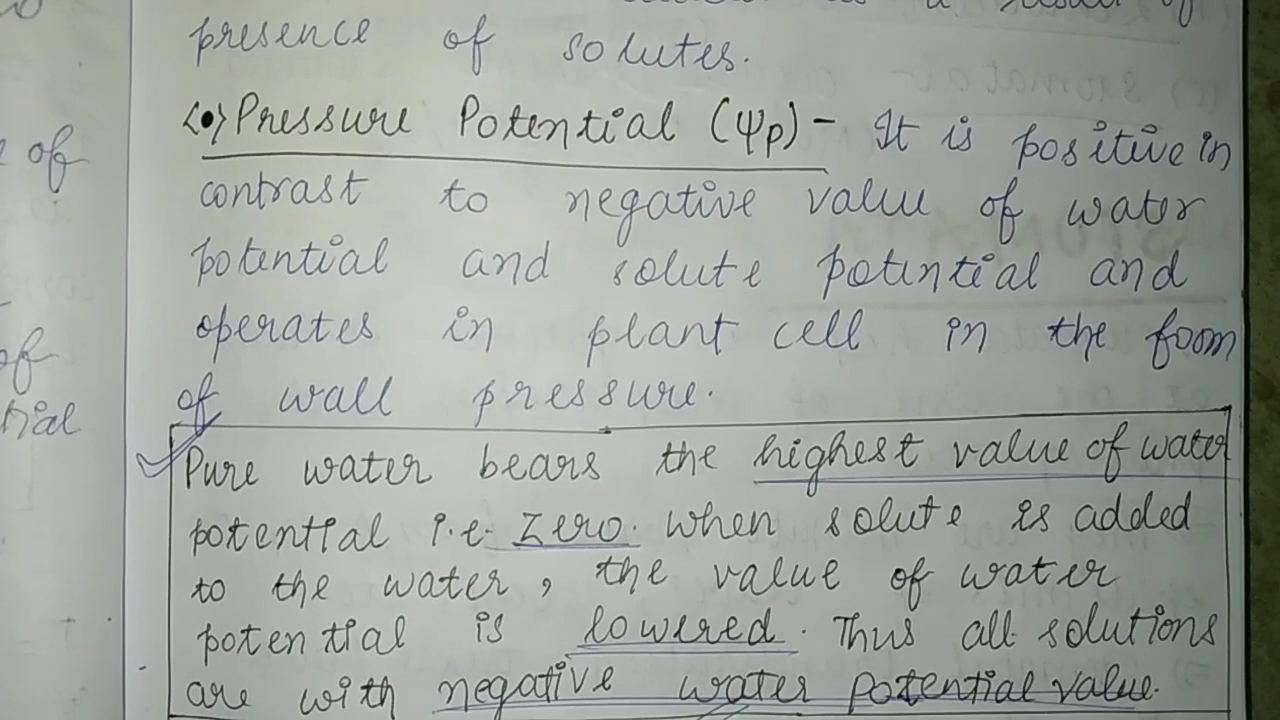 presence of solutes.
<•> Pressure Potential (Ψp) - It is positive in
contrast to negative value of water
potential and solute potential and
operates in plant cell in the form
of wall pressure.
Pure water bears the highest value of water
potential i.e. Zero. When solute is added
to the water, the value of water
potential is lowered. Thus all solutions
are with negative water potential value.
of
of
tial